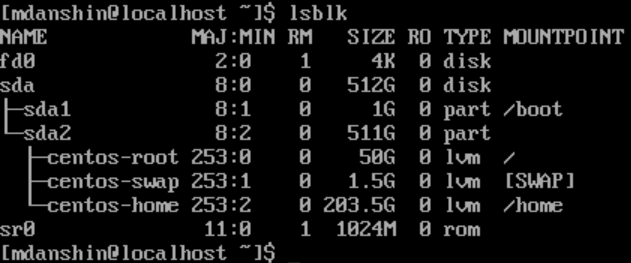 [mdanshin@localhost ~]$ lsblk
NAME            MAJ:MIN RM   SIZE RO TYPE MOUNTPOINT
fd0               2:0    1     4K  0 disk
sda               8:0    0   512G  0 disk
├─sda1            8:1    0     1G  0 part /boot
└─sda2            8:2    0   511G  0 part
  ├─centos-root 253:0    0    50G  0 lvm  /
  ├─centos-swap 253:1    0   1.5G  0 lvm  [SWAP]
  └─centos-home 253:2    0 203.5G  0 lvm  /home
sr0              11:0    1  1024M  0 rom
[mdanshin@localhost ~]$